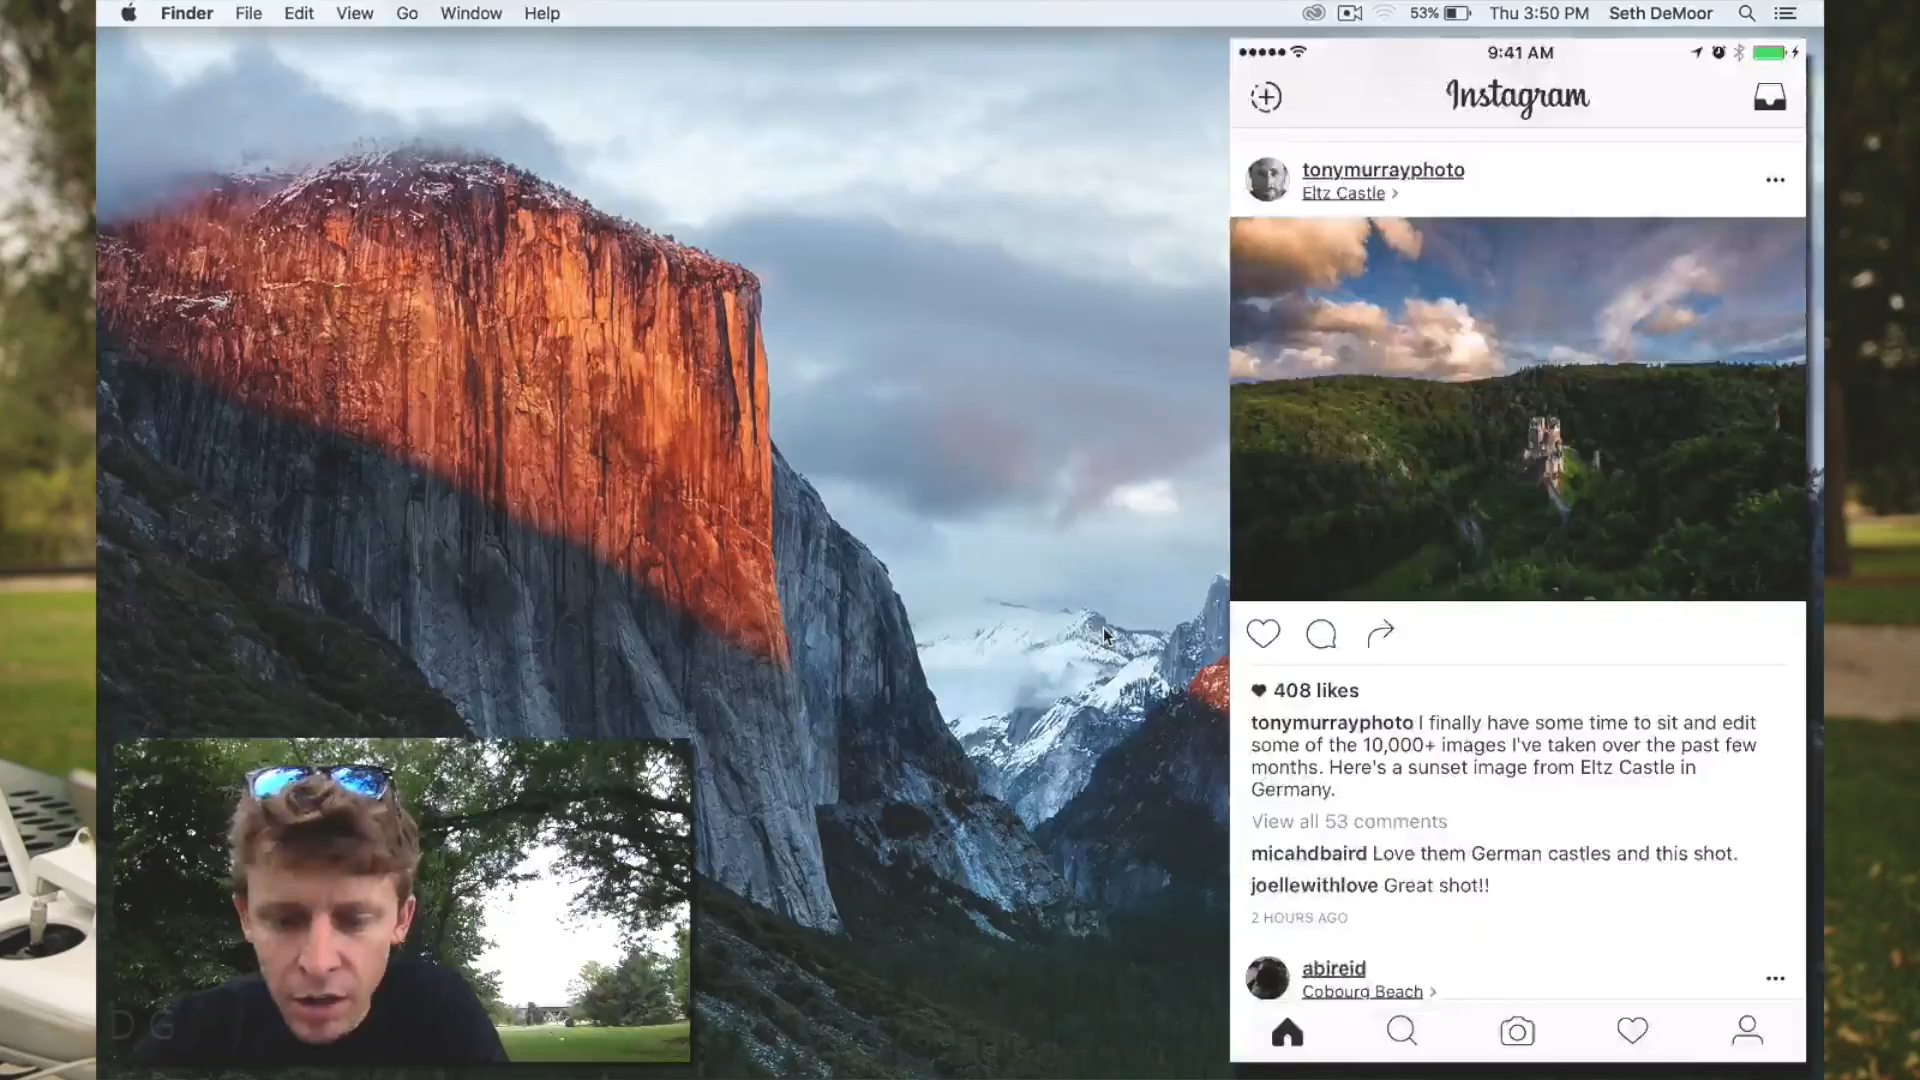 Finder File Edit View Go Window Help 53% Thu 3:50 PM Seth DeMoor
9:41 AM
Instagram
tonymurrayphoto
Eltz Castle >
408 likes
tonymurrayphoto I finally have some time to sit and edit
some of the 10,000+ images I've taken over the past few
months. Here's a sunset image from Eltz Castle in
Germany.
View all 53 comments
micahdbaird Love them German castles and this shot.
joellewithlove Great shot!!
2 HOURS AGO
abireid
Cobourg Beach >
D G